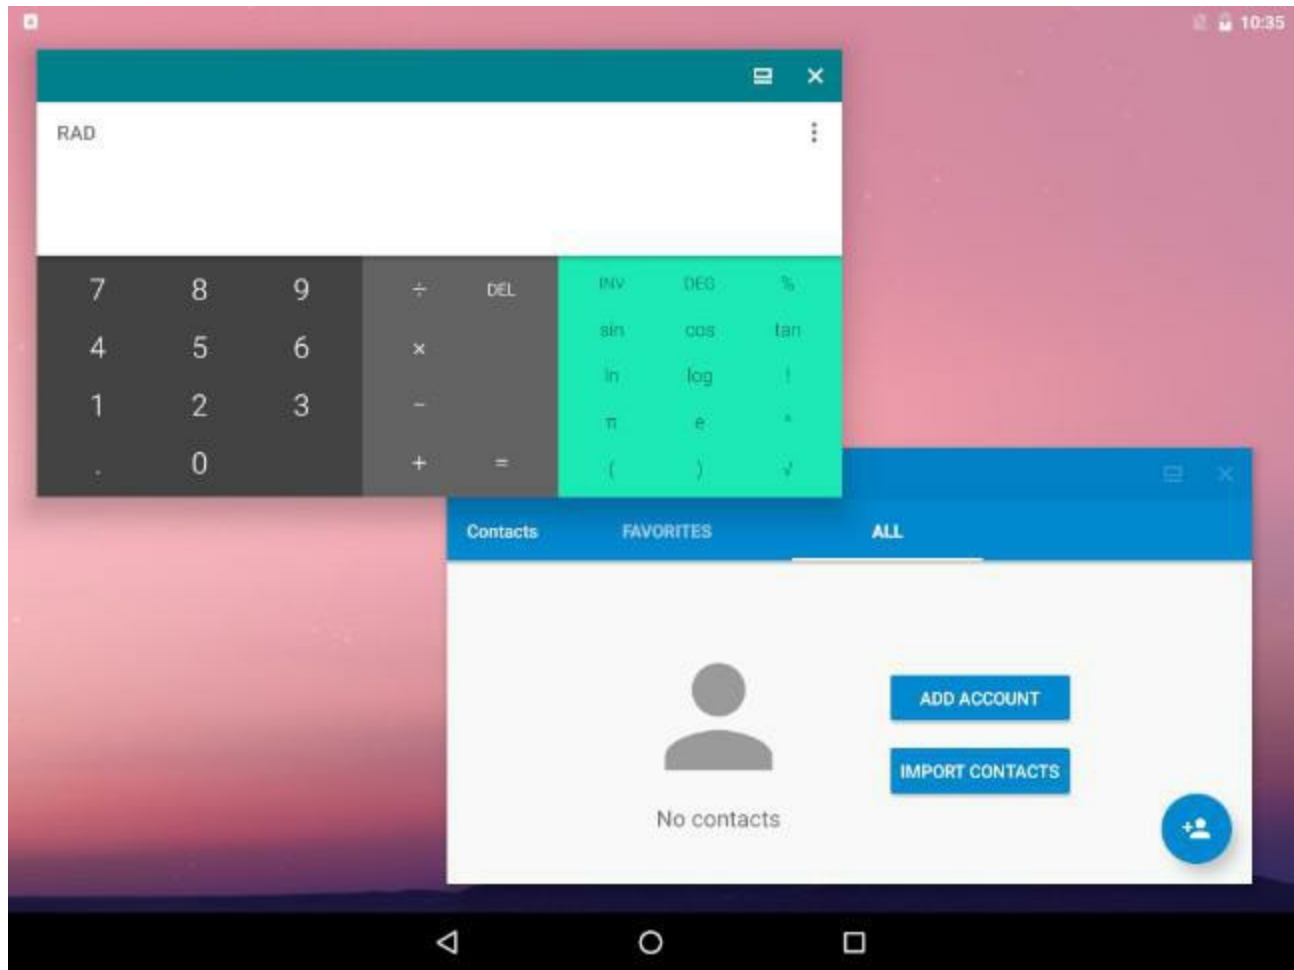 10:35
RAD
7 8 9 ÷ DEL
INV DEG %
4 5 6 ×
sin cos tan
1 2 3 −
ln log !
π e ^
. 0 + =
( ) √
Contacts FAVORITES ALL
ADD ACCOUNT
IMPORT CONTACTS
No contacts